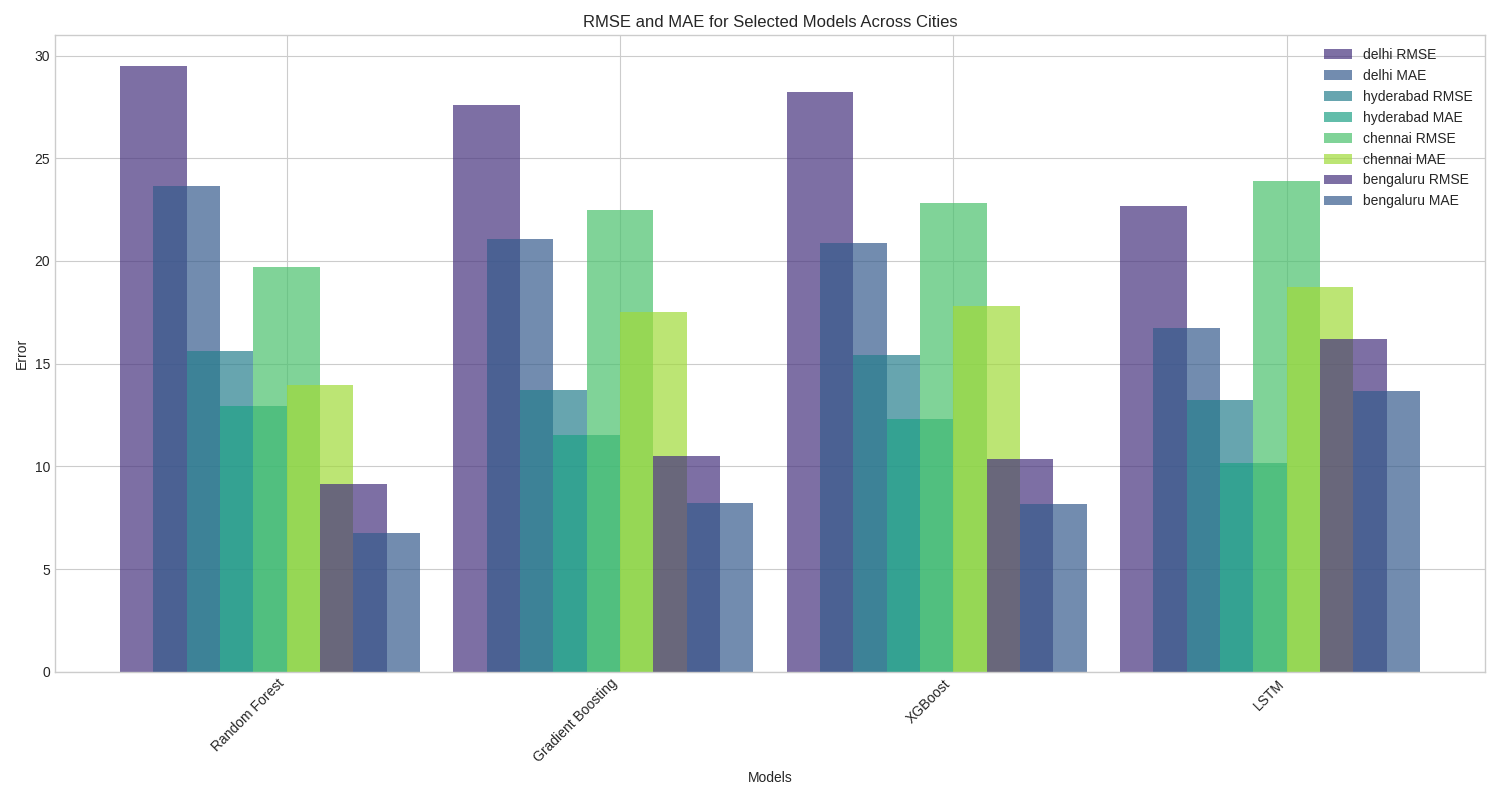 RMSE and MAE for Selected Models Across Cities
30
25
20
15
10
5
0
Error
delhi RMSE
delhi MAE
hyderabad RMSE
hyderabad MAE
chennai RMSE
chennai MAE
bengaluru RMSE
bengaluru MAE
Random Forest
Gradient Boosting
XGBoost
LSTM
Models